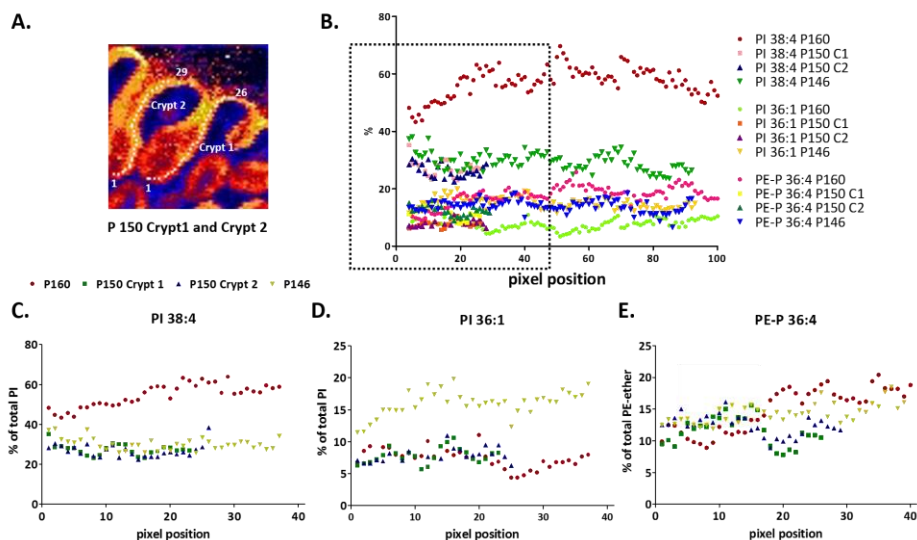 A.
29
26
Crypt 2
Crypt 1
1
1
P 150 Crypt1 and Crypt 2
B.
80
60
40
20
0
%
0 20 40 60 80 100
pixel position
PI 38:4 P160
PI 38:4 P150 C1
PI 38:4 P150 C2
PI 38:4 P146
PI 36:1 P160
PI 36:1 P150 C1
PI 36:1 P150 C2
PI 36:1 P146
PE-P 36:4 P160
PE-P 36:4 P150 C1
PE-P 36:4 P150 C2
PE-P 36:4 P146
P160 P150 Crypt 1 P150 Crypt 2 P146
C.
PI 38:4
80
60
40
20
0
% of total PI
0 10 20 30 40
pixel position
D.
PI 36:1
25
20
15
10
5
0
% of total PI
0 10 20 30 40
pixel position
E.
PE-P 36:4
25
20
15
10
5
0
% of total PE-ether
0 10 20 30 40
pixel position